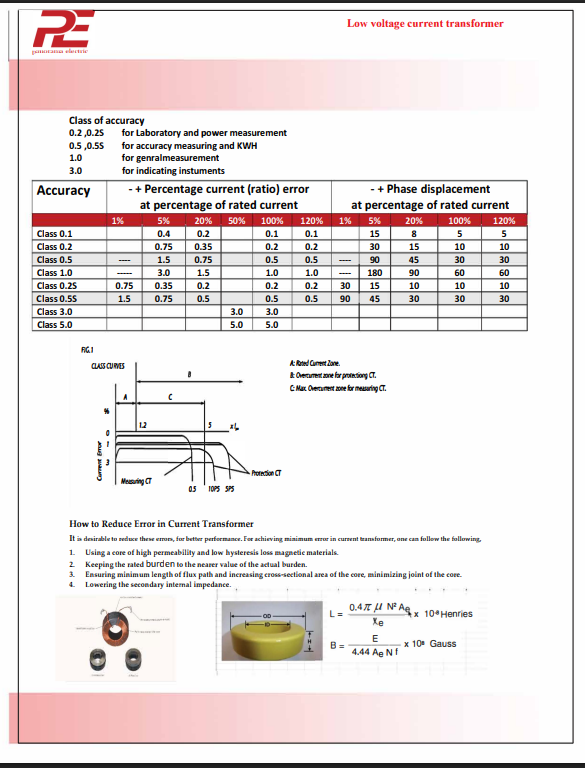 Low voltage current transformer
PE
panorama electric
Class of accuracy
0.2 ,0.2S for Laboratory and power measurement
0.5 ,0.5S for accuracy measuring and KWH
1.0 for genralmeasurement
3.0 for indicating instuments
Accuracy - + Percentage current (ratio) error at percentage of rated current - + Phase displacement at percentage of rated current
1% 5% 20% 50% 100% 120% 1% 5% 20% 100% 120%
Class 0.1 0.4 0.2 0.1 0.1 15 8 5 5
Class 0.2 0.75 0.35 0.2 0.2 30 15 10 10
Class 0.5 ---- 1.5 0.75 0.5 0.5 ---- 90 45 30 30
Class 1.0 ----- 3.0 1.5 1.0 1.0 ---- 180 90 60 60
Class 0.2S 0.75 0.35 0.2 0.2 0.2 30 15 10 10 10
Class 0.5S 1.5 0.75 0.5 0.5 0.5 90 45 30 30 30
Class 3.0 3.0 3.0
Class 5.0 5.0 5.0
FIG.1
CLASS CURVES
A: Rated Current Zone.
B: Overcurrent zone for protectiong CT.
C: Max. Overcurrent zone for measuring CT.
B
A C
%
0 1.2 5
1
3
Current Error
Measuring CT
Protection CT
0.5 10P5 5P5
How to Reduce Error in Current Transformer
It is desirable to reduce these errors, for better performance. For achieving minimum error in current transformer, one can follow the following,
1. Using a core of high permeability and low hysteresis loss magnetic materials.
2. Keeping the rated burden to the nearer value of the actual burden.
3. Ensuring minimum length of flux path and increasing cross-sectional area of the core, minimizing joint of the core.
4. Lowering the secondary internal impedance.
OD
ID
H
L = 0.4 π μ N² Ae / ℓe x 10⁻⁸ Henries
B = E / 4.44 Ae N f x 10⁸ Gauss